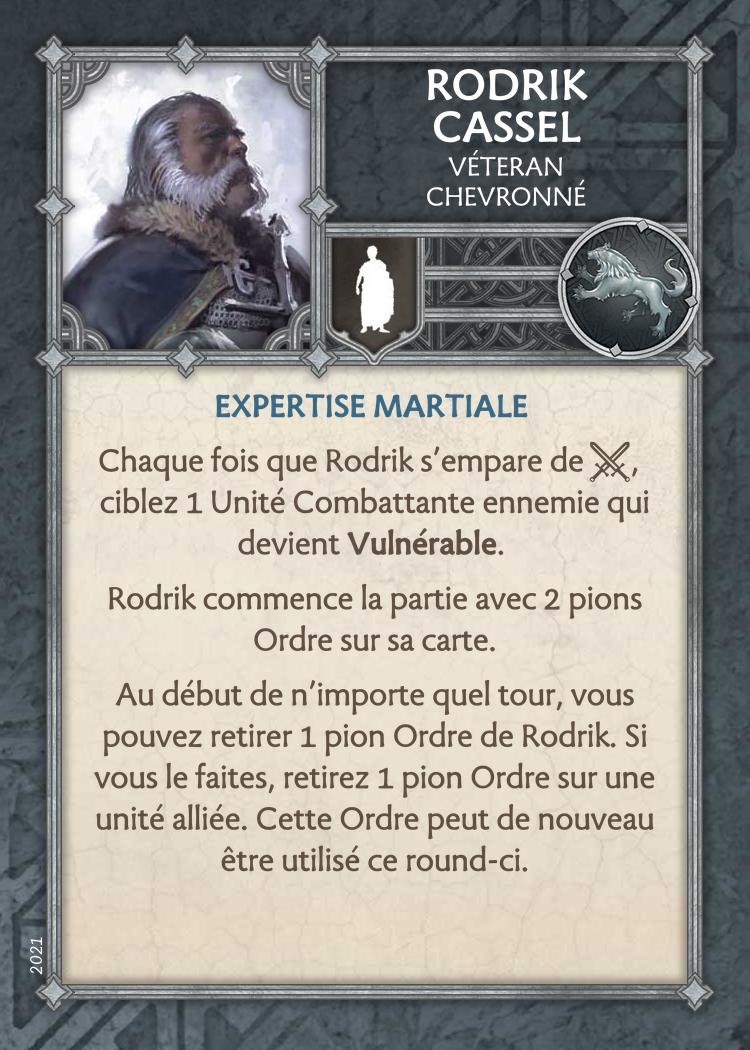 RODRIK
CASSEL
VÉTERAN
CHEVRONNÉ
EXPERTISE MARTIALE
Chaque fois que Rodrik s'empare de ,
ciblez 1 Unité Combattante ennemie qui
devient Vulnérable.
Rodrik commence la partie avec 2 pions
Ordre sur sa carte.
Au début de n'importe quel tour, vous
pouvez retirer 1 pion Ordre de Rodrik. Si
vous le faites, retirez 1 pion Ordre sur une
unité alliée. Cette Ordre peut de nouveau
être utilisé ce round-ci.
2021